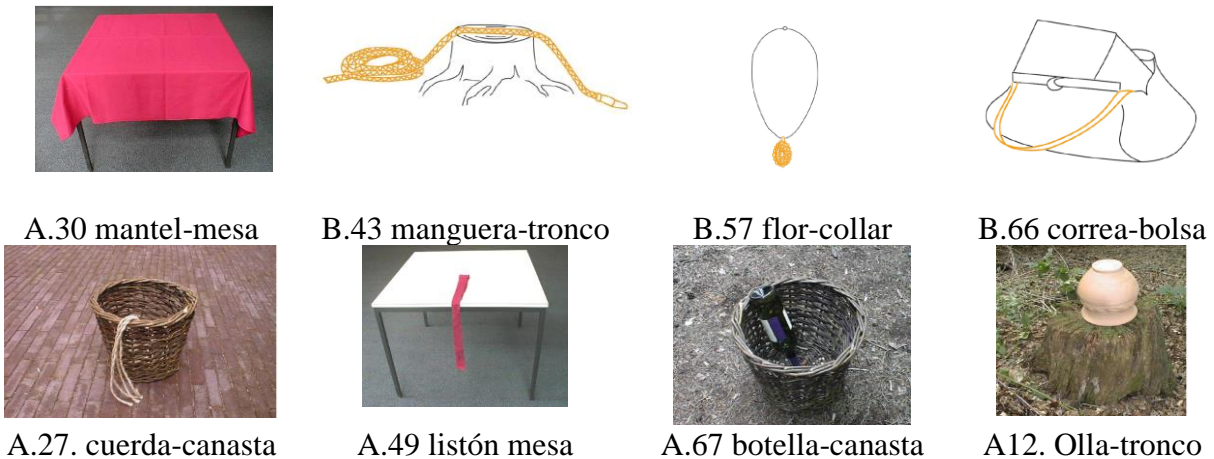 A.30 mantel-mesa
B.43 manguera-tronco
B.57 flor-collar
B.66 correa-bolsa
A.27. cuerda-canasta
A.49 listón mesa
A.67 botella-canasta
A12. Olla-tronco